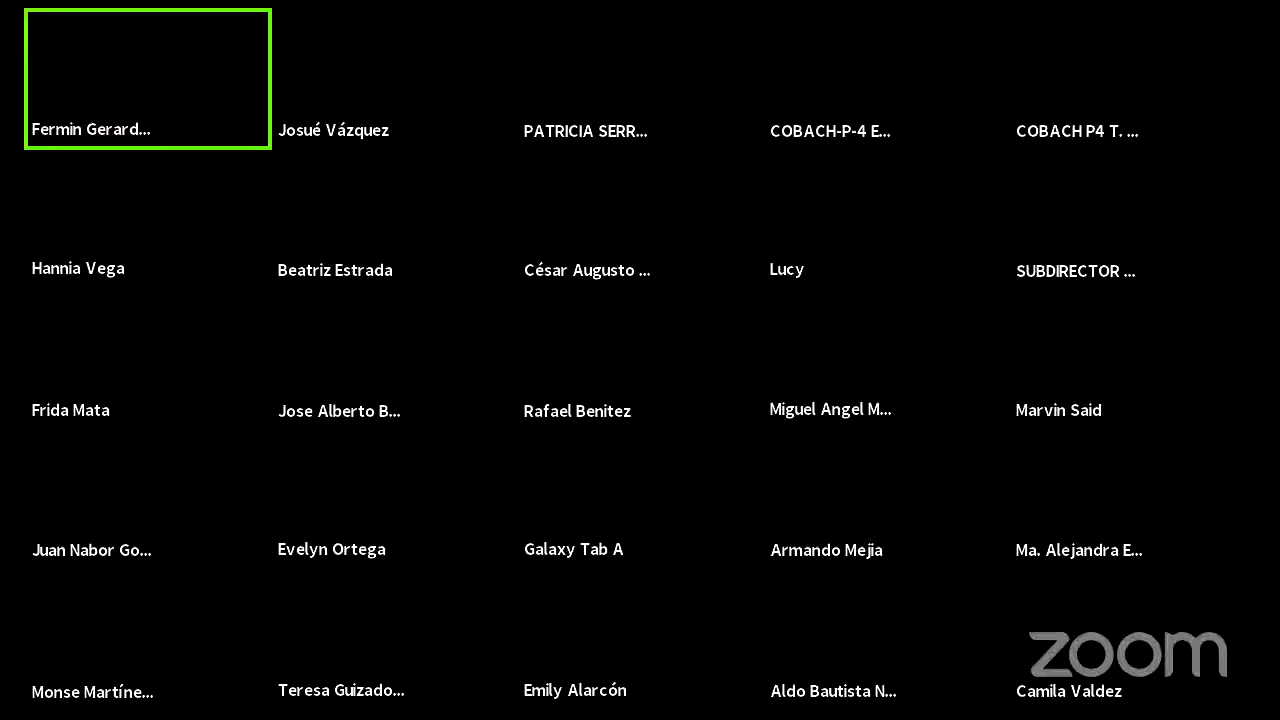 Fermin Gerard...
Josué Vázquez
PATRICIA SERR...
COBACH-P-4 E...
COBACH P4 T. ...
Hannia Vega
Beatriz Estrada
César Augusto ...
Lucy
SUBDIRECTOR ...
Frida Mata
Jose Alberto B...
Rafael Benitez
Miguel Angel M...
Marvin Said
Juan Nabor Go...
Evelyn Ortega
Galaxy Tab A
Armando Mejia
Ma. Alejandra E...
zoom
Monse Martíne...
Teresa Guizado...
Emily Alarcón
Aldo Bautista N...
Camila Valdez